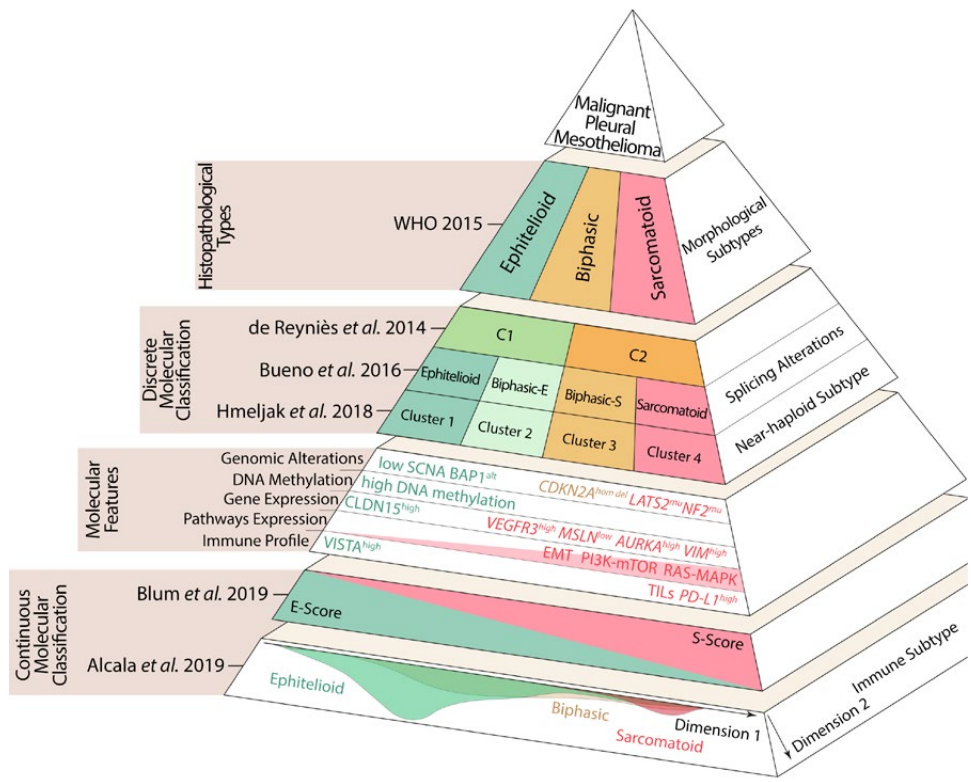 Malignant
Pleural
Mesothelioma
Histopathological
Types
WHO 2015
Ephitelioid
Biphasic
Sarcomatoid
Morphological
Subtypes
Discrete
Molecular
Classification
de Reyniès et al. 2014
C1
C2
Bueno et al. 2016
Ephitelioid
Biphasic-E
Biphasic-S
Sarcomatoid
Hmeljak et al. 2018
Cluster 1
Cluster 2
Cluster 3
Cluster 4
Splicing Alterations
Near-haploid Subtype
Molecular
Features
Genomic Alterations
low SCNA BAP1alt
CDKN2Ahom del LATS2mu NF2mu
DNA Methylation
high DNA methylation
Gene Expression
CLDN15high
VEGFR3high MSLNlow AURKAhigh VIMhigh
Pathways Expression
EMT PI3K-mTOR RAS-MAPK
Immune Profile
VISTAhigh
TILs PD-L1high
Continuous
Molecular
Classification
Blum et al. 2019
E-Score
S-Score
Alcala et al. 2019
Ephitelioid
Biphasic
Sarcomatoid
Dimension 1
Immune Subtype
Dimension 2